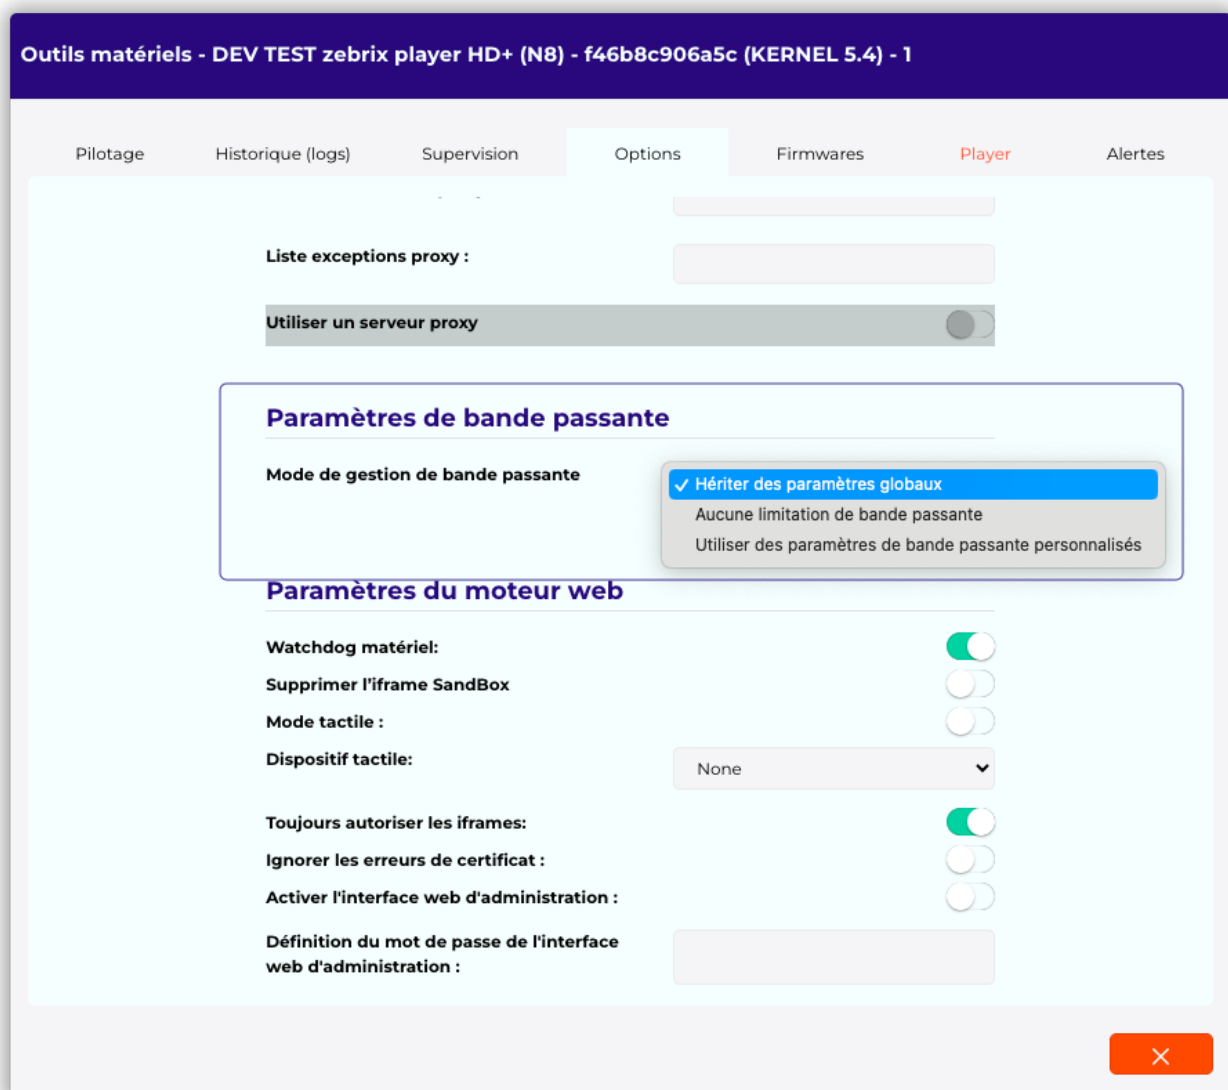 Outils matériels - DEV TEST zebrix player HD+ (N8) - f46b8c906a5c (KERNEL 5.4) - 1
Pilotage Historique (logs) Supervision Options Firmwares Player Alertes
Liste exceptions proxy :
Utiliser un serveur proxy
Paramètres de bande passante
Mode de gestion de bande passante
✓ Hériter des paramètres globaux
Aucune limitation de bande passante
Utiliser des paramètres de bande passante personnalisés
Paramètres du moteur web
Watchdog matériel:
Supprimer l'iframe SandBox
Mode tactile :
Dispositif tactile:
None
Toujours autoriser les iframes:
Ignorer les erreurs de certificat :
Activer l'interface web d'administration :
Définition du mot de passe de l'interface
web d'administration :